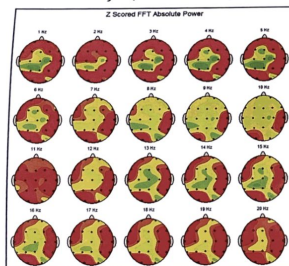 Z Scored FFT Absolute Power
1 Hz 2 Hz 3 Hz 4 Hz 5 Hz
6 Hz 7 Hz 8 Hz 9 Hz 10 Hz
11 Hz 12 Hz 13 Hz 14 Hz 15 Hz
16 Hz 17 Hz 18 Hz 19 Hz 20 Hz